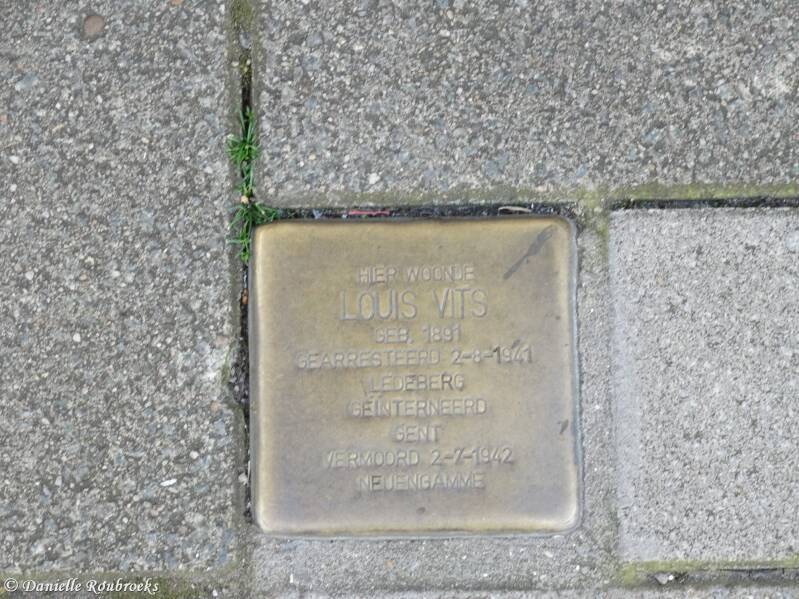 HIER WOONDE
LOUIS VITS
GEB. 1891
GEARRESTEERD 2-8-1941
LEDEBERG
GEÏNTERNEERD
GENT
VERMOORD 2-7-1942
NEUENGAMME
© Danielle Roubroeks